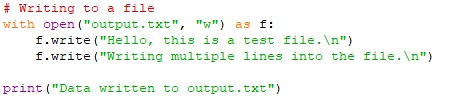 # Writing to a file
with open("output.txt", "w") as f:
    f.write("Hello, this is a test file.\n")
    f.write("Writing multiple lines into the file.\n")

print("Data written to output.txt")